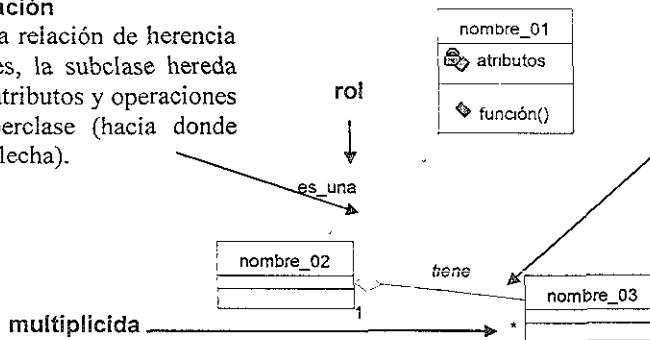 ación
a relación de herencia
es, la subclase hereda
atributos y operaciones
perclase (hacia donde
lecha).
rol
nombre_01
atributos
función()
es_una
nombre_02
tiene
nombre_03
1
multiplicida
*